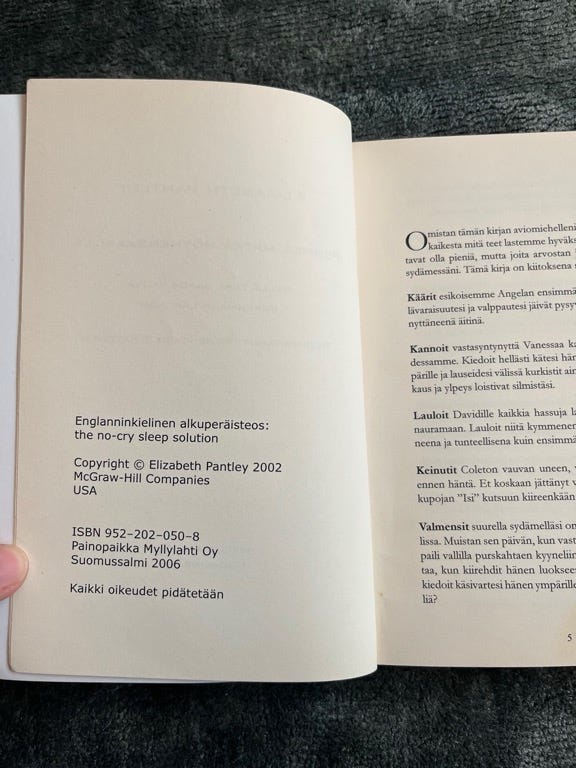 Englanninkielinen alkuperäisteos:
the no-cry sleep solution
Copyright © Elizabeth Pantley 2002
McGraw-Hill Companies
USA
ISBN 952–202–050–8
Painopaikka Myllylahti Oy
Suomussalmi 2006
Kaikki oikeudet pidätetään
Omistan tämän kirjan aviomiehelleni
kaikesta mitä teet lastemme hyväks
tavat olla pieniä, mutta joita arvostan
sydämessäni. Tämä kirja on kiitoksena
Käärit esikoisemme Angelan ensimm
lävaraisuutesi ja valppautesi jäivät pysy
nyttäneenä äitinä.
Kannoit vastasyntynyttä Vanessaa ka
dessamme. Kiedoit hellästi kätesi hän
pärille ja lauseidesi välissä kurkistit ain
kaus ja ylpeys loistivat silmistäsi.
Lauloit Davidille kaikkia hassuja la
nauramaan. Lauloit niitä kymmenen
neena ja tunteellisena kuin ensimmä
Keinutit Coleton vauvan uneen, v
ennen häntä. Et koskaan jättänyt v
kupojan ”Isi” kutsuun kiireenkään
Valmensit suurella sydämelläsi on
lissa. Muistan sen päivän, kun vast
paili vallilla purskahtaen kyyneliin
taa, kun kiirehdit hänen luokseen
kiedoit käsivartesi hänen ympärille
liä?
5